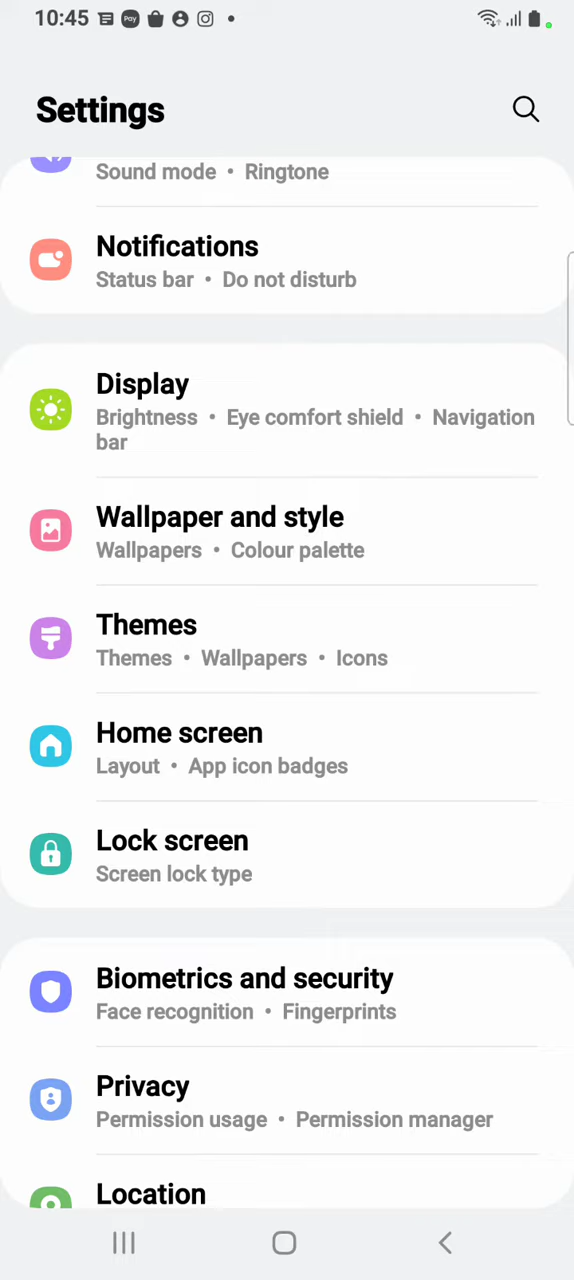 10:45 Pay
Settings
Sound mode • Ringtone
Notifications
Status bar • Do not disturb
Display
Brightness • Eye comfort shield • Navigation
bar
Wallpaper and style
Wallpapers • Colour palette
Themes
Themes • Wallpapers • Icons
Home screen
Layout • App icon badges
Lock screen
Screen lock type
Biometrics and security
Face recognition • Fingerprints
Privacy
Permission usage • Permission manager
Location